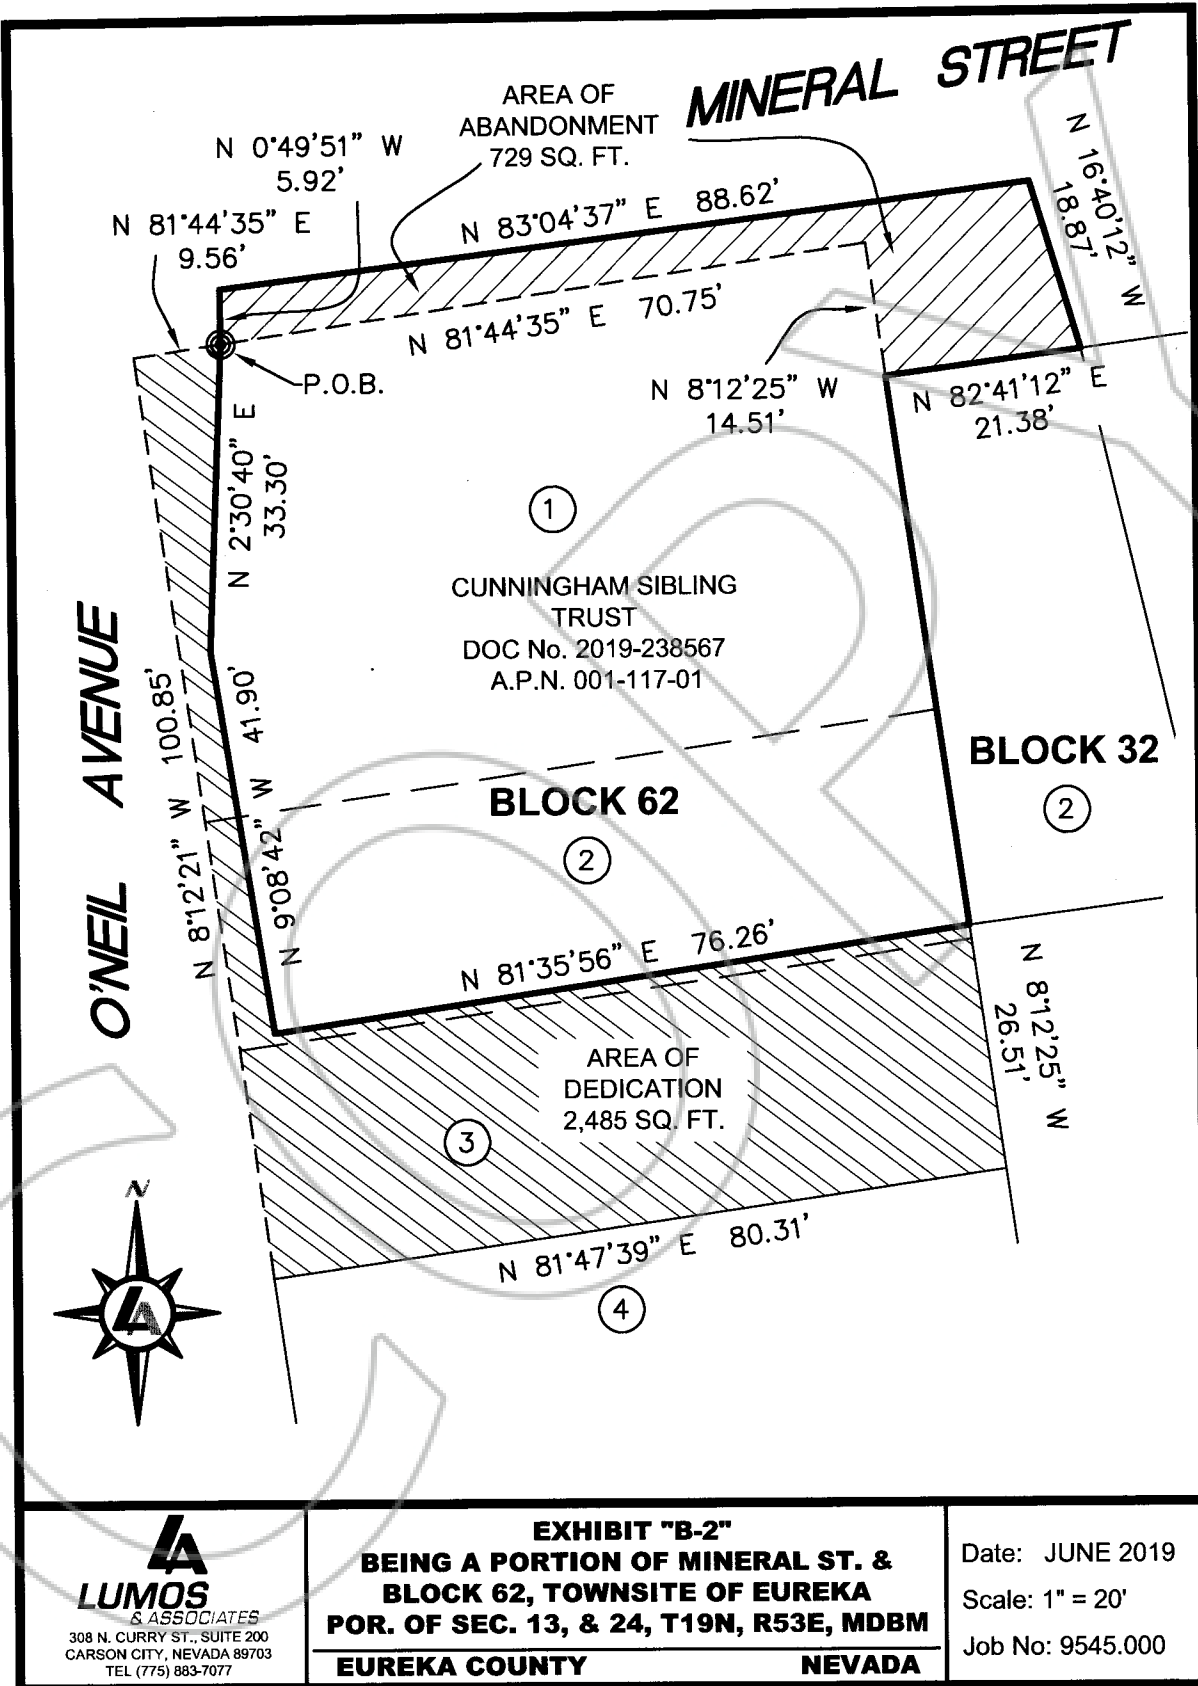 MINERAL STREET
AREA OF
ABANDONMENT
729 SQ. FT.
N 0°49'51" W
5.92'
N 81°44'35" E
9.56'
N 83°04'37" E 88.62'
N 16°40'12" W
18.87'
N 81°44'35" E 70.75'
P.O.B.
N 8°12'25" W
14.51'
N 82°41'12" E
21.38'
N 2°30'40" E
33.30'
1
CUNNINGHAM SIBLING
TRUST
DOC No. 2019-238567
A.P.N. 001-117-01
O'NEIL AVENUE
N 8°12'21" W 100.85'
N 9°08'42" W 41.90'
BLOCK 62
2
BLOCK 32
2
N 81°35'56" E 76.26'
N 8°12'25" W
26.51'
AREA OF
DEDICATION
2,485 SQ. FT.
3
N 81°47'39" E 80.31'
4
N
LA
COPY
LA
LUMOS
& ASSOCIATES
308 N. CURRY ST., SUITE 200
CARSON CITY, NEVADA 89703
TEL (775) 883-7077
EXHIBIT "B-2"
BEING A PORTION OF MINERAL ST. &
BLOCK 62, TOWNSITE OF EUREKA
POR. OF SEC. 13, & 24, T19N, R53E, MDBM
EUREKA COUNTY NEVADA
Date: JUNE 2019
Scale: 1" = 20'
Job No: 9545.000